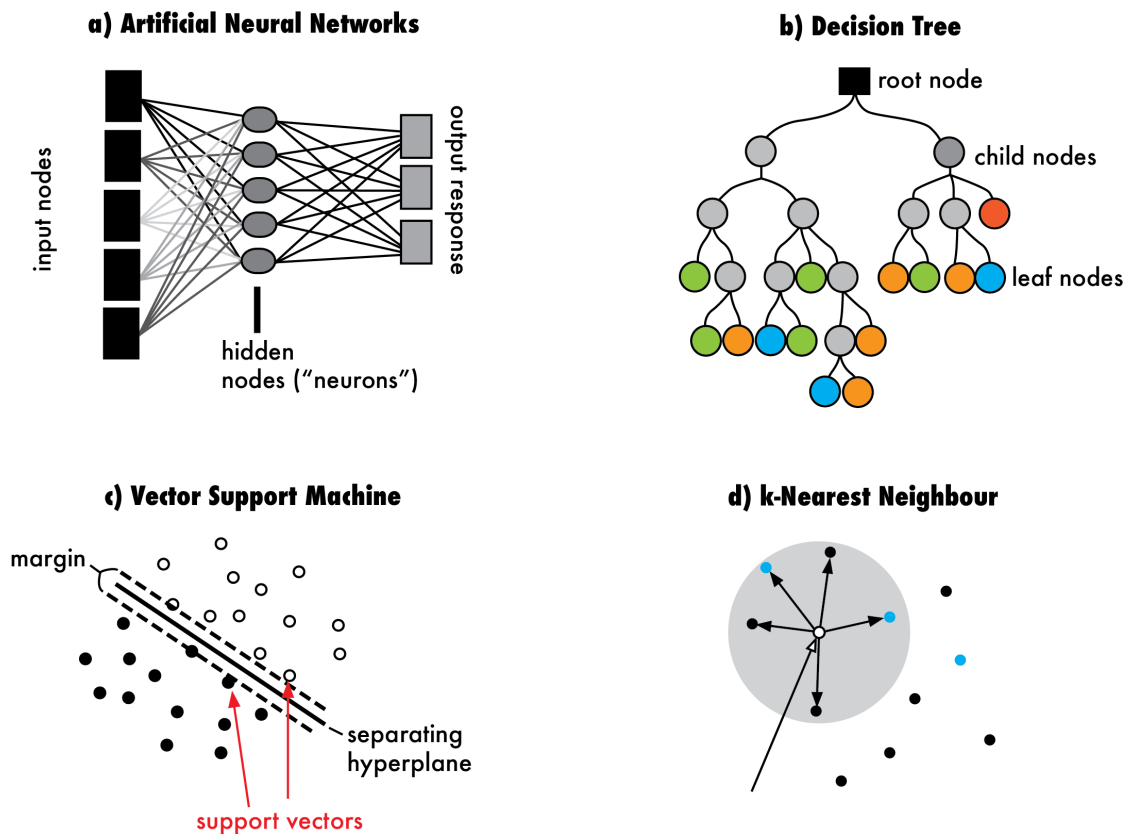 a) Artificial Neural Networks
input nodes
output response
hidden
nodes (“neurons”)
b) Decision Tree
root node
child nodes
leaf nodes
c) Vector Support Machine
margin
separating
hyperplane
support vectors
d) k-Nearest Neighbour